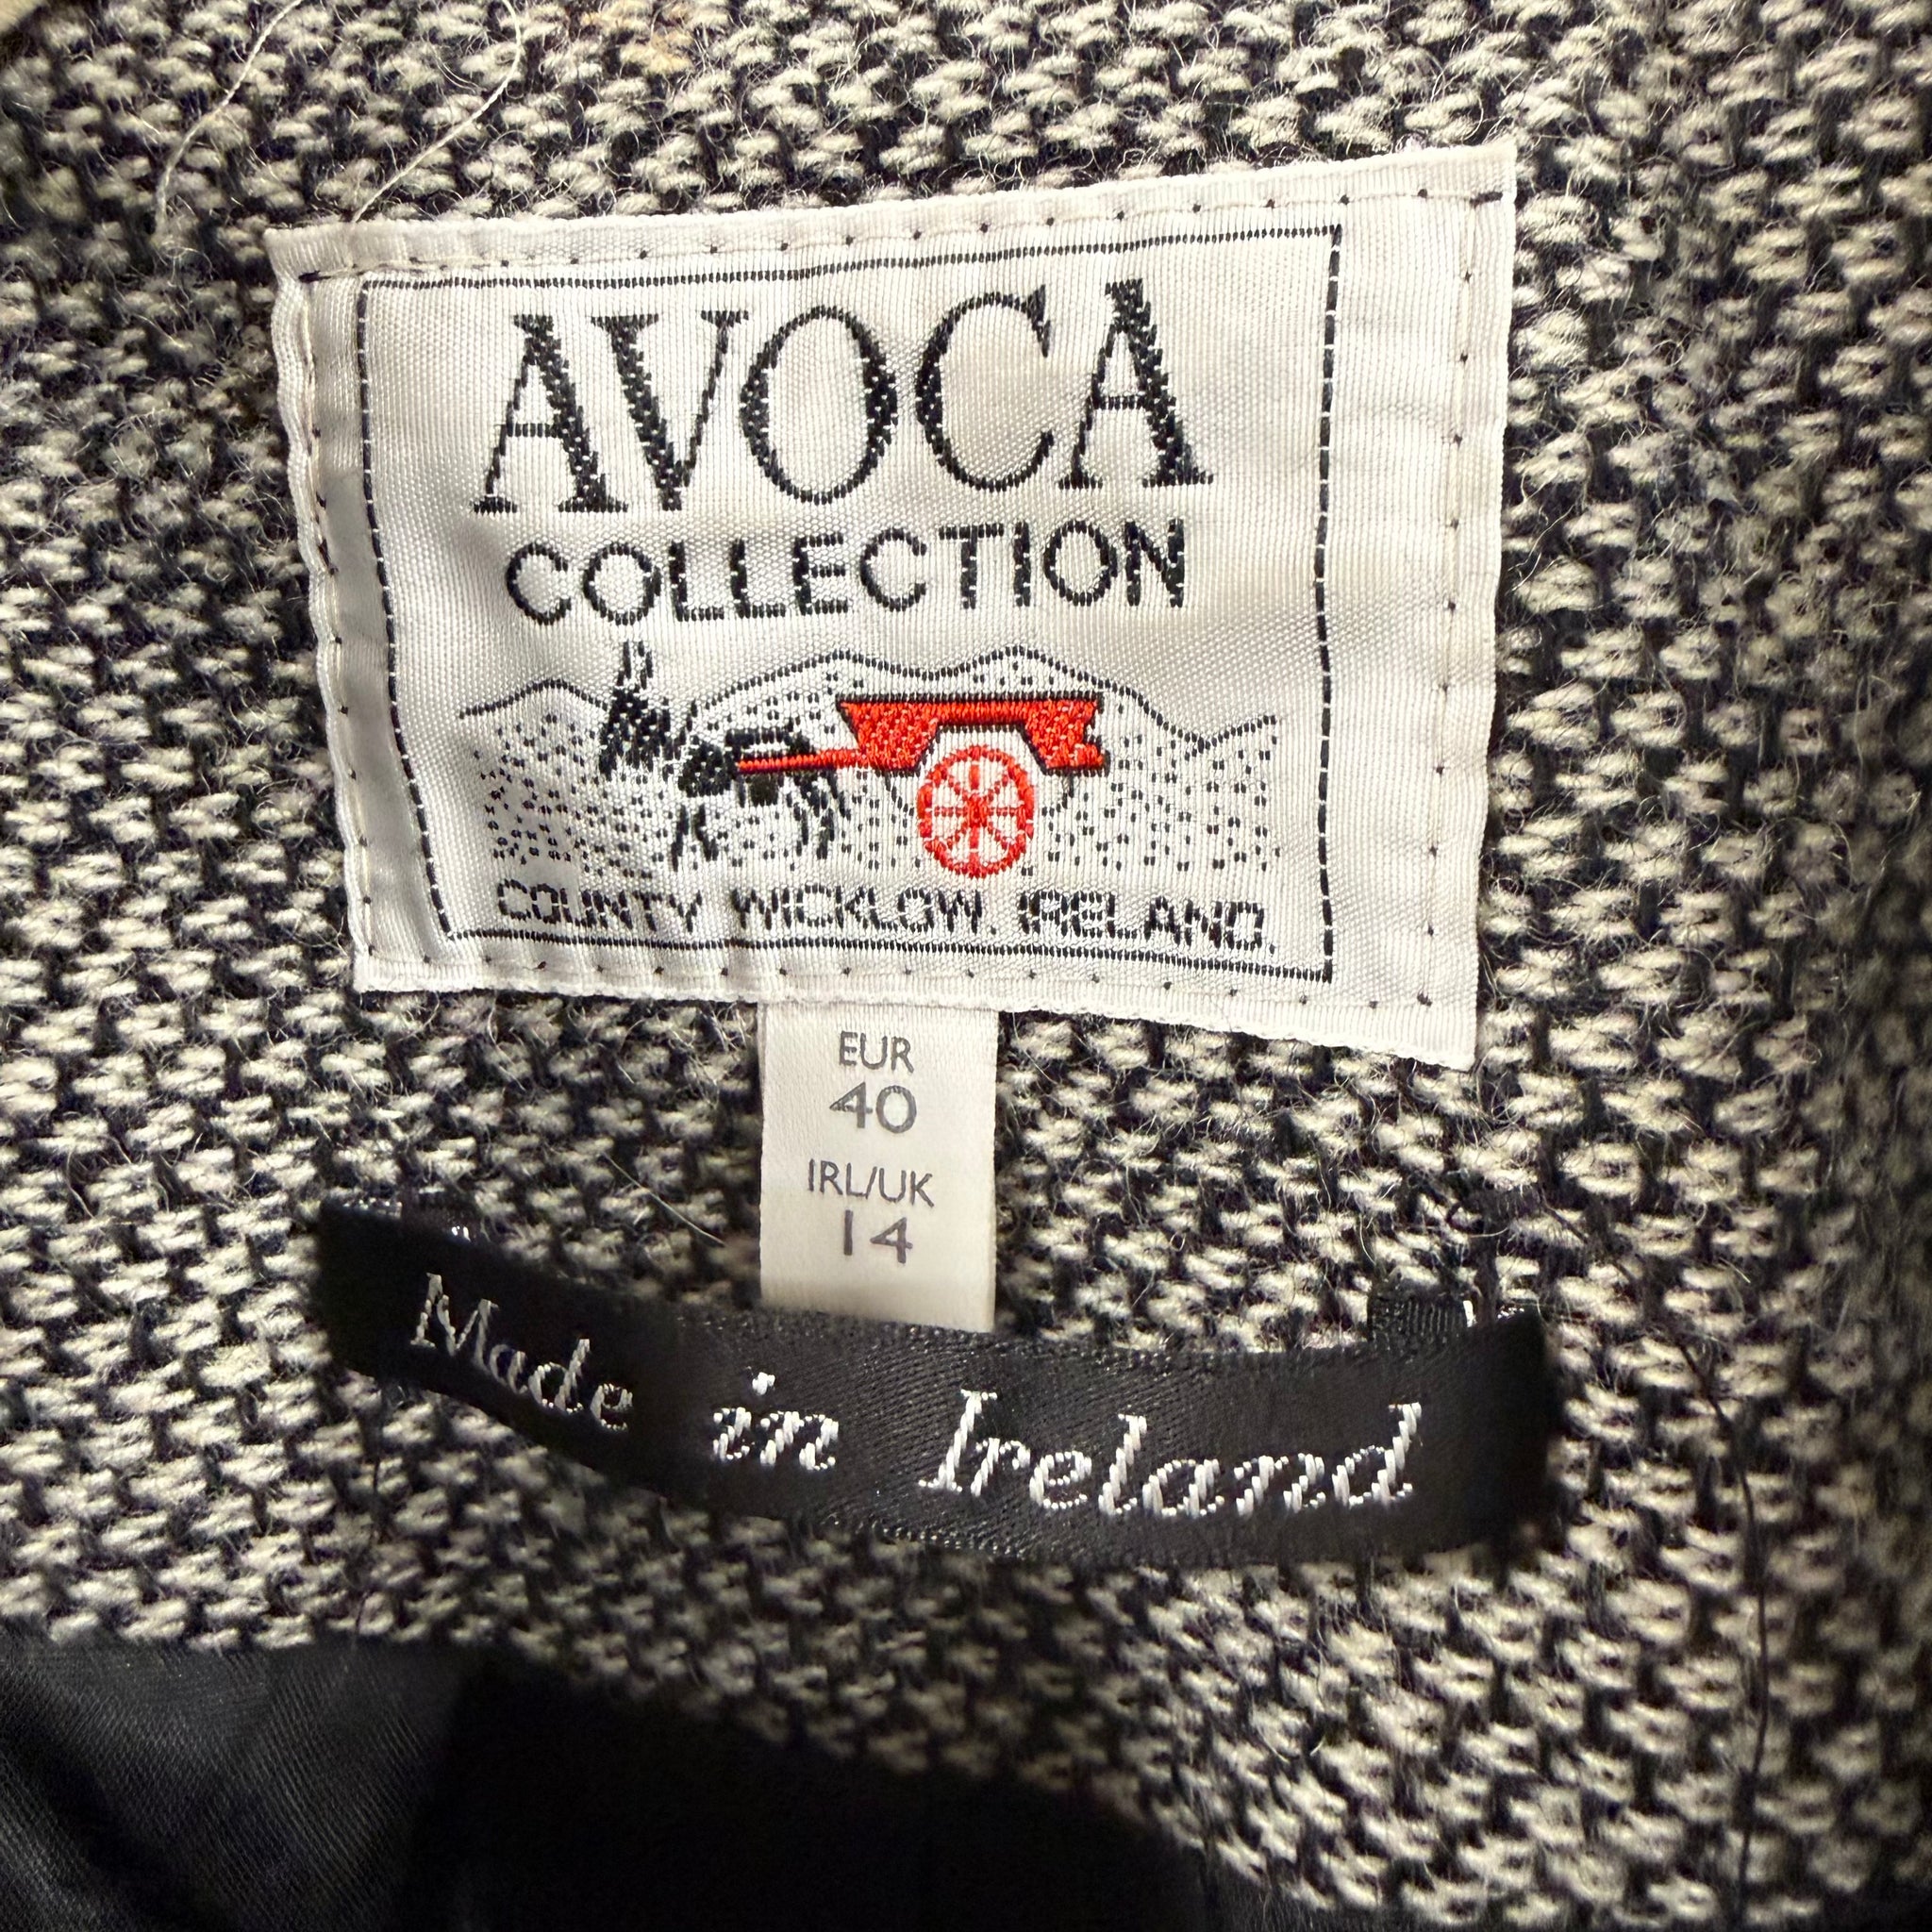 AVOCA
COLLECTION
COUNTY WICKLOW. IRELAND.
EUR
40
IRL/UK
14
Made in Ireland